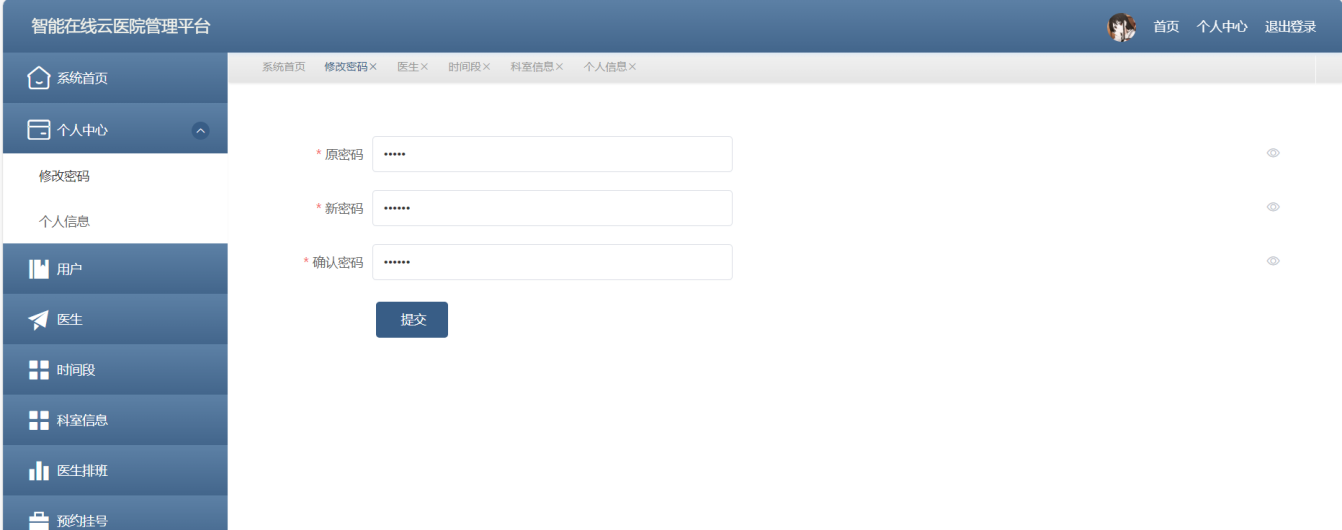 智能在线云医院管理平台
首页 个人中心 退出登录
系统首页 修改密码× 医生× 时间段× 科室信息× 个人信息×
系统首页
个人中心
修改密码
个人信息
用户
医生
时间段
科室信息
医生排班
预约挂号
* 原密码 •••••
* 新密码 ••••••
* 确认密码 ••••••
提交